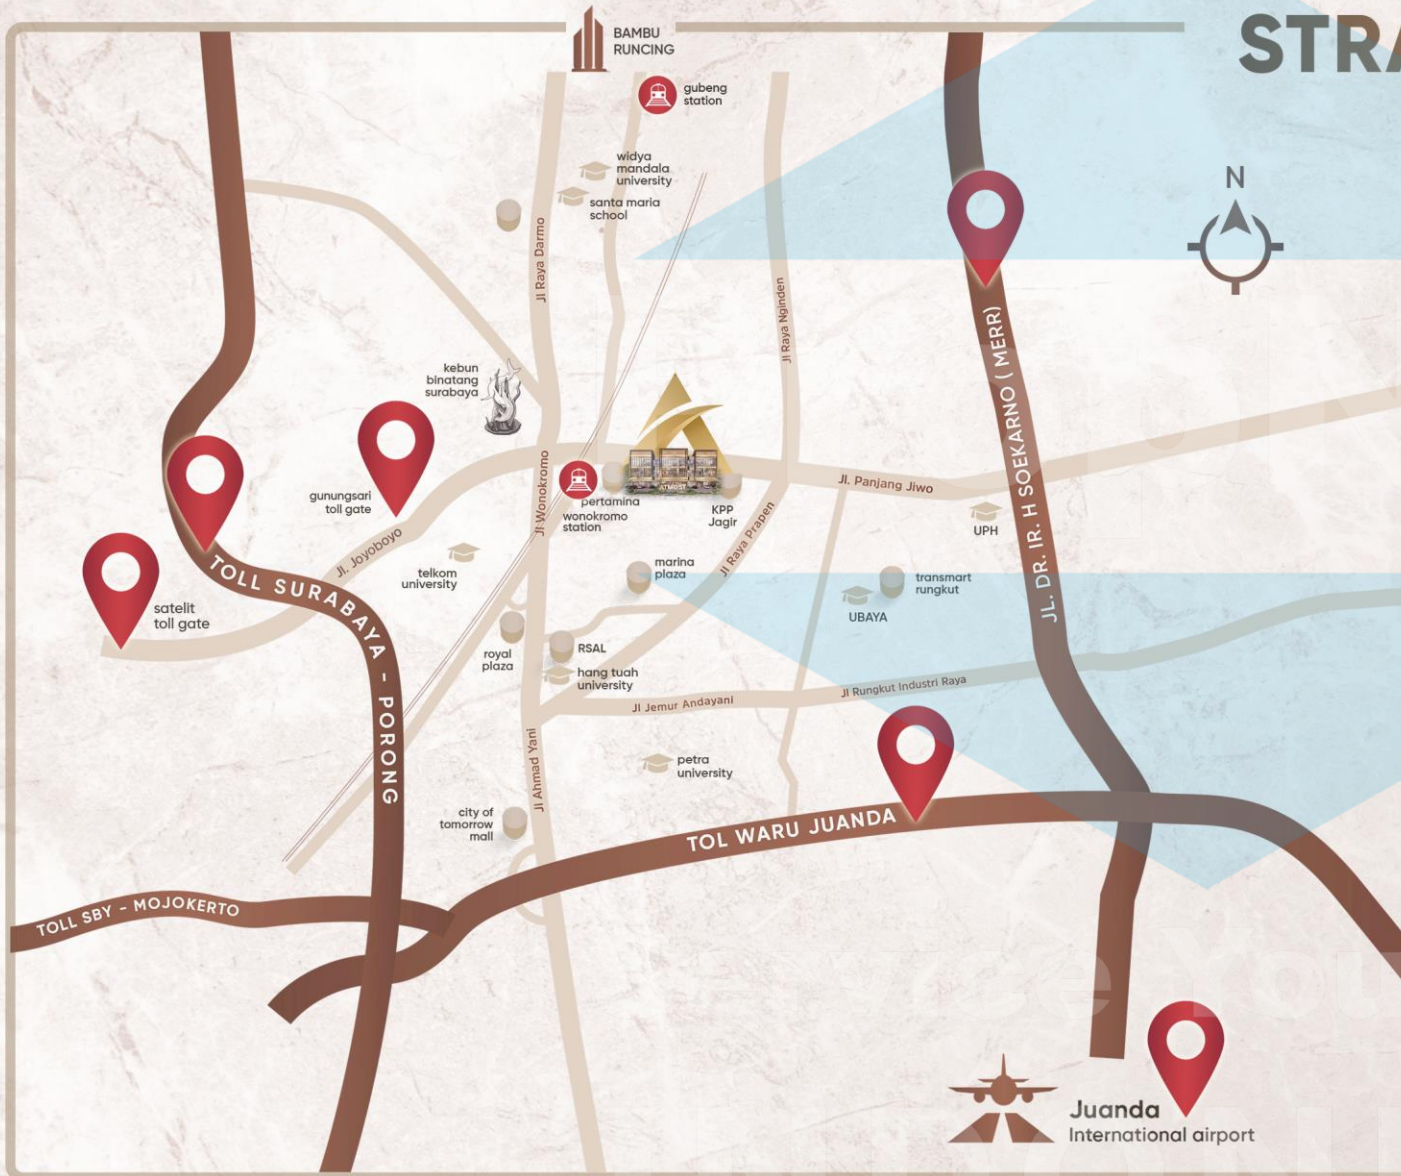 BAMBU
RUNCING
STRA
gubeng
station
widya
mandala
university
santa maria
school
N
Jl Raya Darmo
Jl Raya Nginden
JL. DR. IR. H SOEKARNO ( MERR)
kebun
binatang
surabaya
ATMOST
gunungsari
toll gate
Jl. Joyoboyo
Jl Wonokromo
pertamina
wonokromo
station
KPP
Jagir
Jl. Panjang Jiwo
Jl Raya Prapen
UPH
telkom
university
marina
plaza
transmart
rungkut
UBAYA
satelit
toll gate
TOLL SURABAYA - PORONG
royal
plaza
RSAL
hang tuah
university
Jl Jemur Andayani
Jl Rungkut Industri Raya
Jl Ahmad Yani
petra
university
city of
tomorrow
mall
TOL WARU JUANDA
TOLL SBY - MOJOKERTO
Juanda
International airport